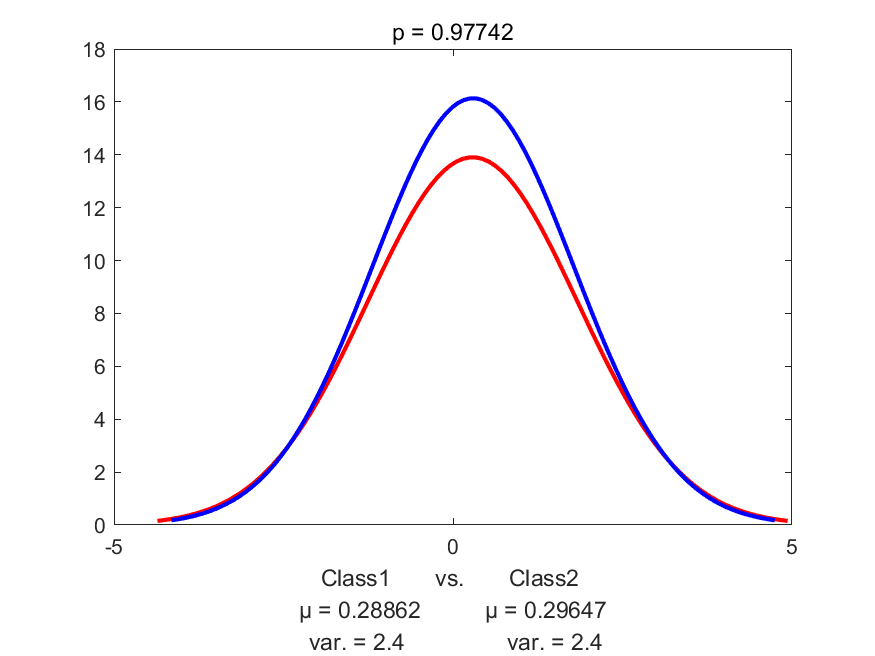 p = 0.97742
18
16
14
12
10
8
6
4
2
0
-5 0 5
Class1 vs. Class2
μ = 0.28862 μ = 0.29647
var. = 2.4 var. = 2.4